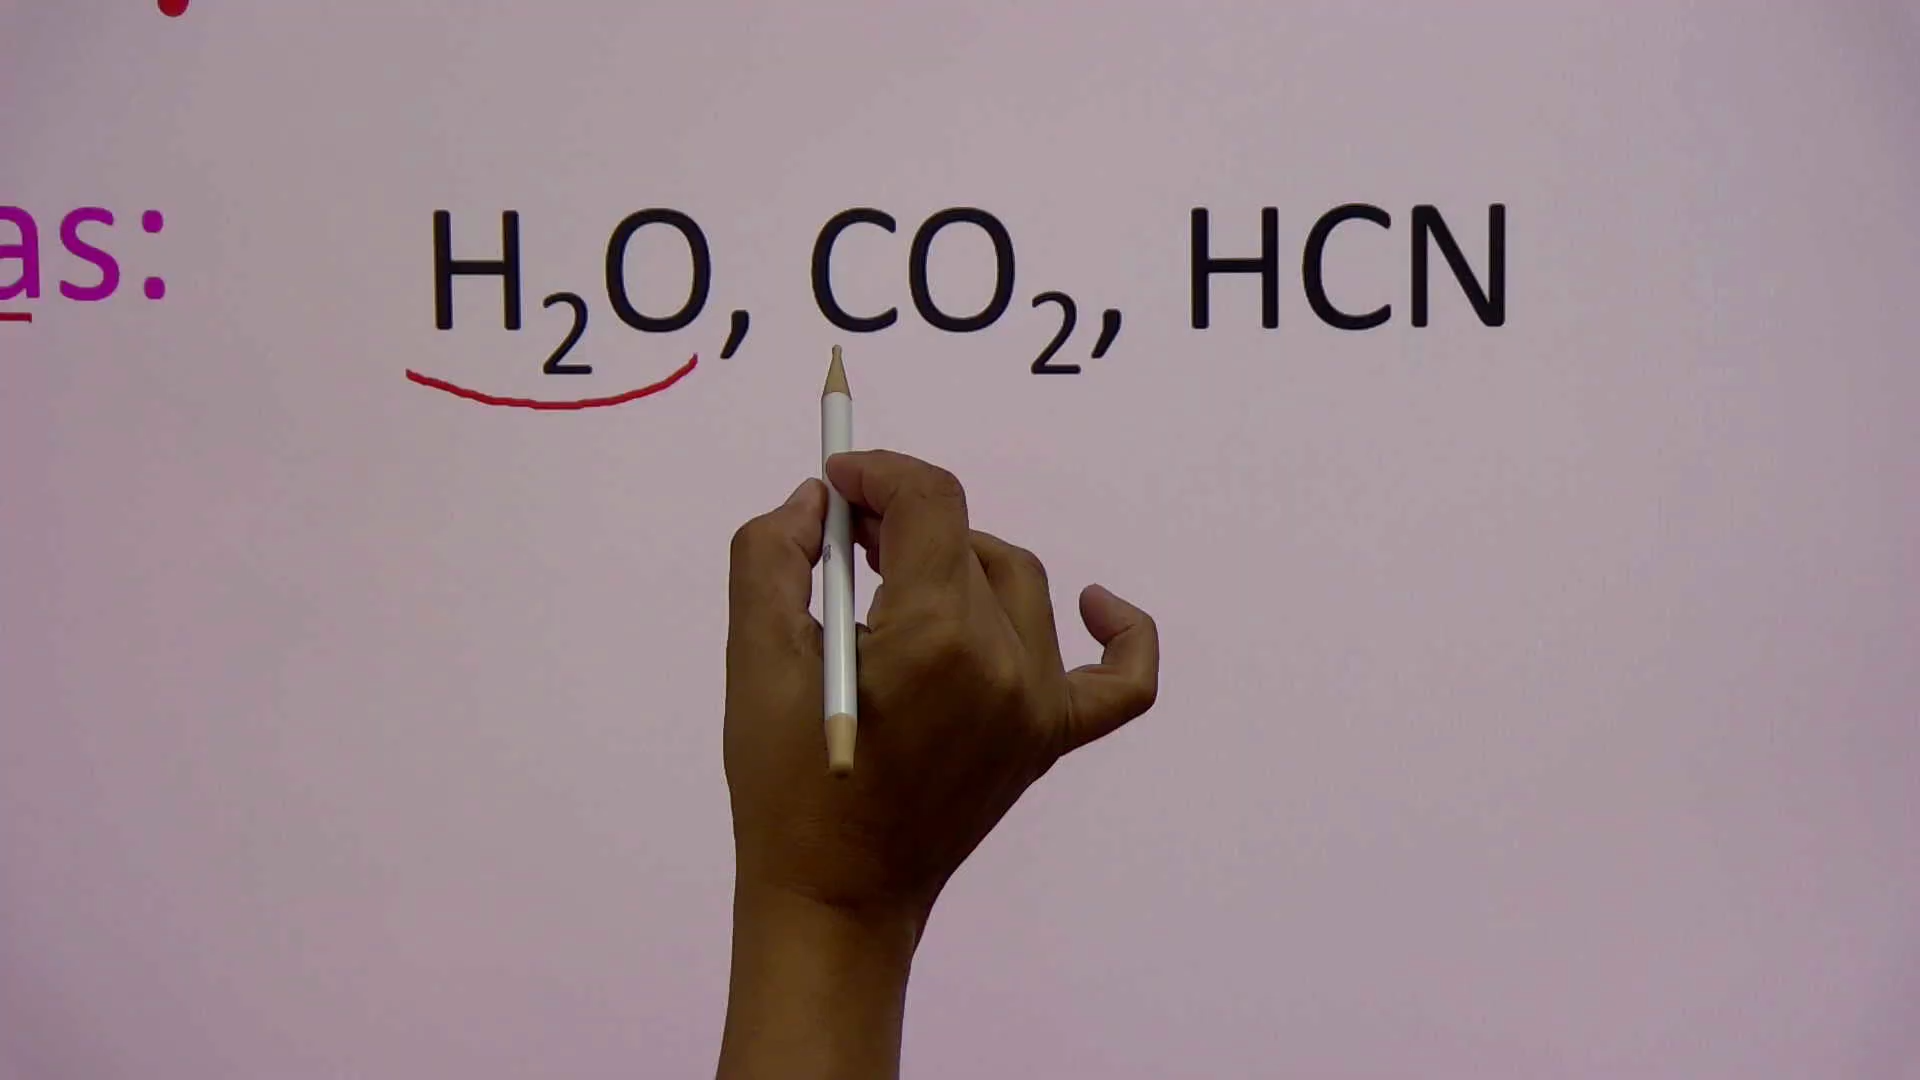 as: H₂O, CO₂, HCN